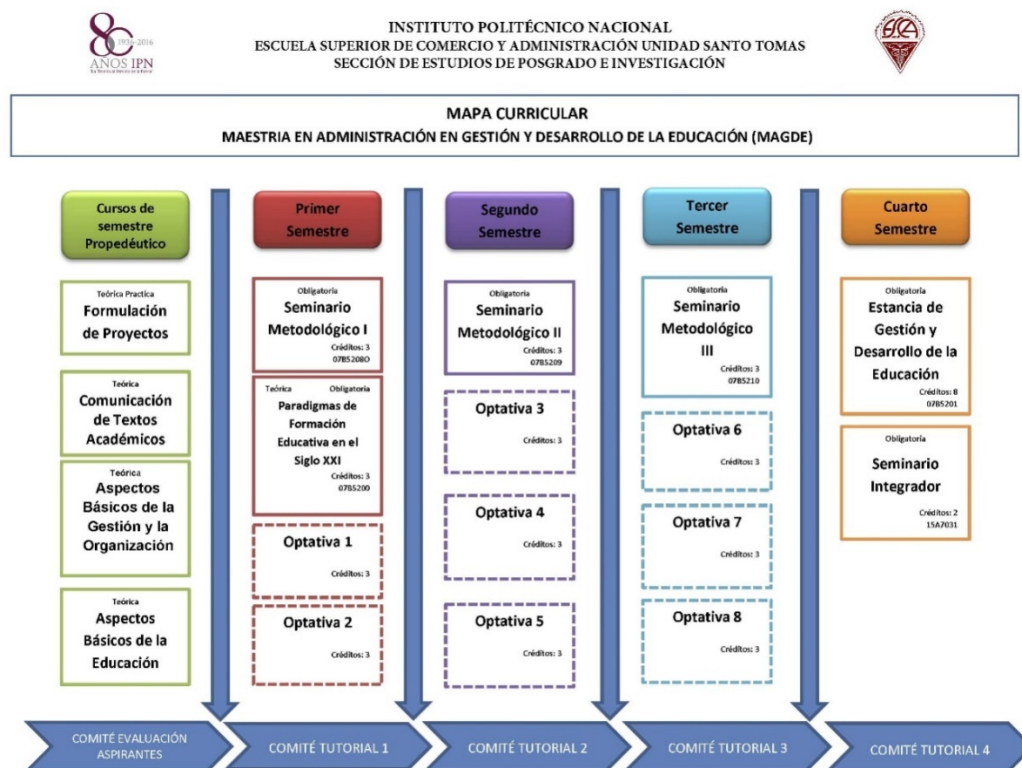 80
1936-2016
AÑOS IPN
INSTITUTO POLITÉCNICO NACIONAL
ESCUELA SUPERIOR DE COMERCIO Y ADMINISTRACIÓN UNIDAD SANTO TOMAS
SECCIÓN DE ESTUDIOS DE POSGRADO E INVESTIGACIÓN
ESCA
MAPA CURRICULAR
MAESTRIA EN ADMINISTRACIÓN EN GESTIÓN Y DESARROLLO DE LA EDUCACIÓN (MAGDE)
Cursos de
semestre
Propedéutico
Teórica Practica
Formulación
de Proyectos
Teórica
Comunicación
de Textos
Académicos
Teórica
Aspectos
Básicos de la
Gestión y la
Organización
Teórica
Aspectos
Básicos de la
Educación
COMITÉ EVALUACIÓN
ASPIRANTES
Primer
Semestre
Obligatoria
Seminario
Metodológico I
Créditos: 3
07B5208O
Teórica Obligatoria
Paradigmas de
Formación
Educativa en el
Siglo XXI
Créditos: 3
07B5200
Optativa 1
Créditos: 3
Optativa 2
Créditos: 3
COMITÉ TUTORIAL 1
Segundo
Semestre
Obligatoria
Seminario
Metodológico II
Créditos: 3
07B5209
Optativa 3
Créditos: 3
Optativa 4
Créditos: 3
Optativa 5
Créditos: 3
COMITÉ TUTORIAL 2
Tercer
Semestre
Obligatoria
Seminario
Metodológico
III
Créditos: 3
07B5210
Optativa 6
Créditos: 3
Optativa 7
Créditos: 3
Optativa 8
Créditos: 3
COMITÉ TUTORIAL 3
Cuarto
Semestre
Obligatoria
Estancia de
Gestión y
Desarrollo de la
Educación
Créditos: 8
07B5201
Obligatoria
Seminario
Integrador
Créditos: 2
15A7031
COMITÉ TUTORIAL 4